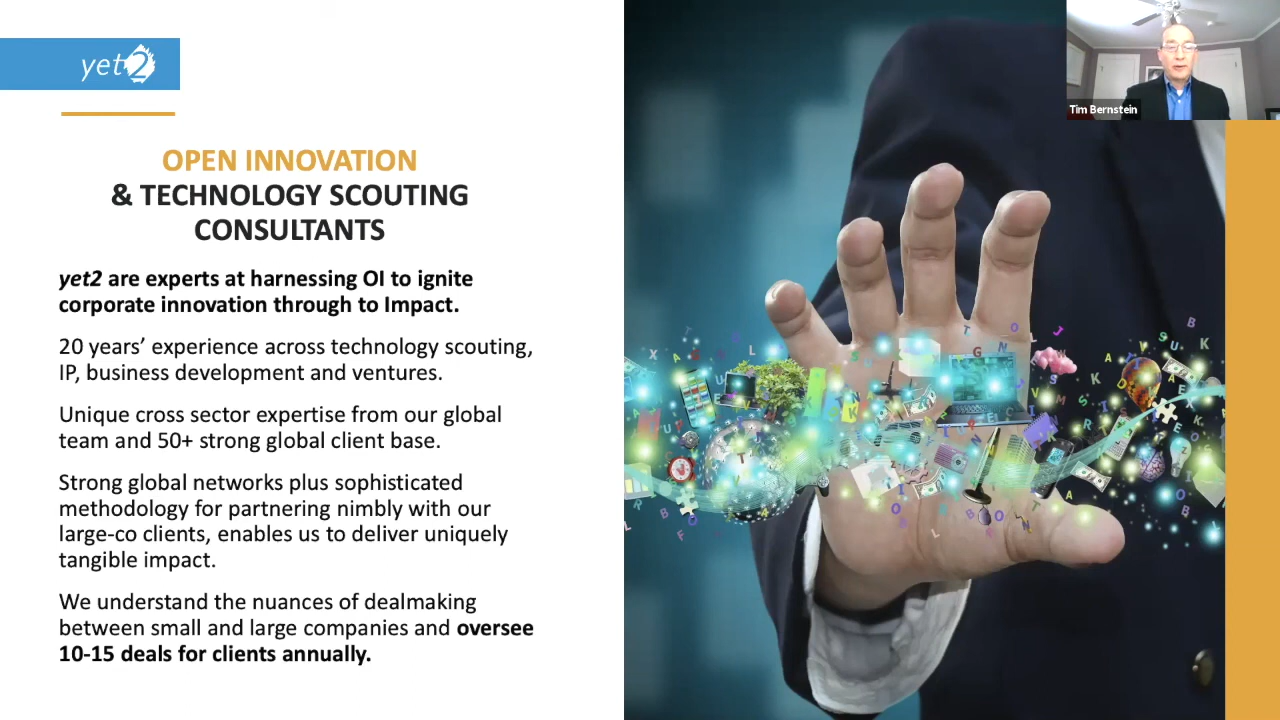 yet2
Tim Bernstein
OPEN INNOVATION
& TECHNOLOGY SCOUTING
CONSULTANTS
yet2 are experts at harnessing OI to ignite
corporate innovation through to Impact.
20 years’ experience across technology scouting,
IP, business development and ventures.
Unique cross sector expertise from our global
team and 50+ strong global client base.
Strong global networks plus sophisticated
methodology for partnering nimbly with our
large-co clients, enables us to deliver uniquely
tangible impact.
We understand the nuances of dealmaking
between small and large companies and oversee
10-15 deals for clients annually.